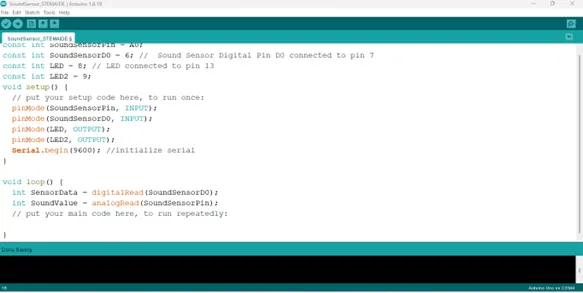 SoundSensor_STEMAIDE | Arduino 1.8.19
File Edit Sketch Tools Help
SoundSensor_STEMAIDE §
const int SoundSensorPin = A0;
const int SoundSensorD0 = 6; // Sound Sensor Digital Pin D0 connected to pin 7
const int LED = 8; // LED connected to pin 13
const int LED2 = 9;
void setup() {
// put your setup code here, to run once:
pinMode(SoundSensorPin, INPUT);
pinMode(SoundSensorD0, INPUT);
pinMode(LED, OUTPUT);
pinMode(LED2, OUTPUT);
Serial.begin(9600); //initialize serial
}
void loop() {
int SensorData = digitalRead(SoundSensorD0);
int SoundValue = analogRead(SoundSensorPin);
// put your main code here, to run repeatedly:
}
Done Saving
Arduino Uno on